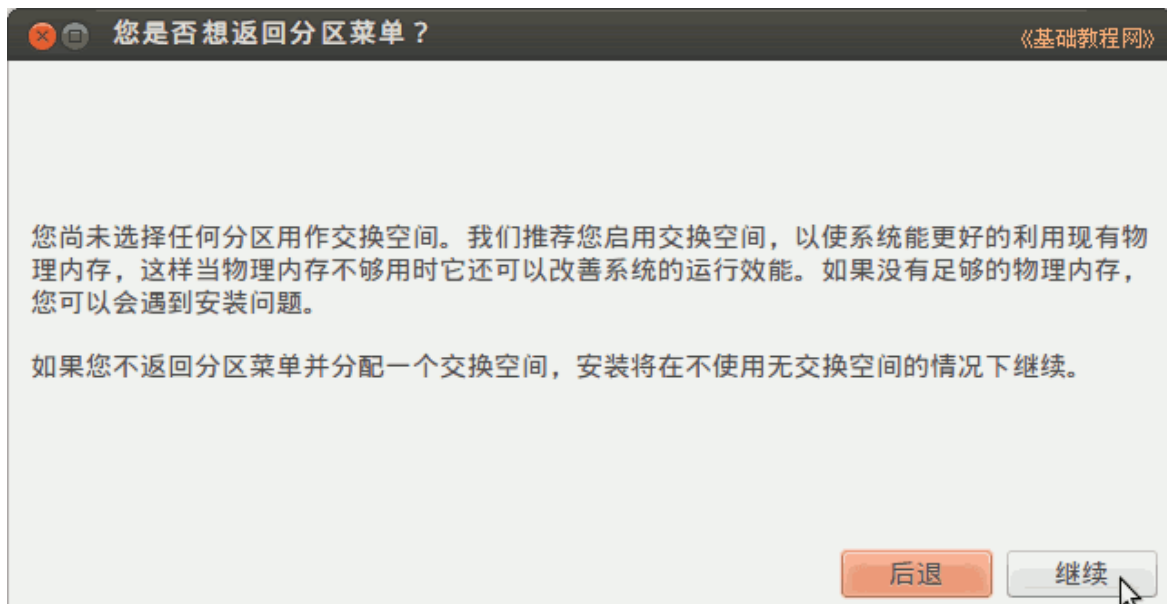 您是否想返回分区菜单？
《基础教程网》
您尚未选择任何分区用作交换空间。我们推荐您启用交换空间，以使系统能更好的利用现有物
理内存，这样当物理内存不够用时它还可以改善系统的运行效能。如果没有足够的物理内存，
您可以会遇到安装问题。
如果您不返回分区菜单并分配一个交换空间，安装将在不使用无交换空间的情况下继续。
后退
继续